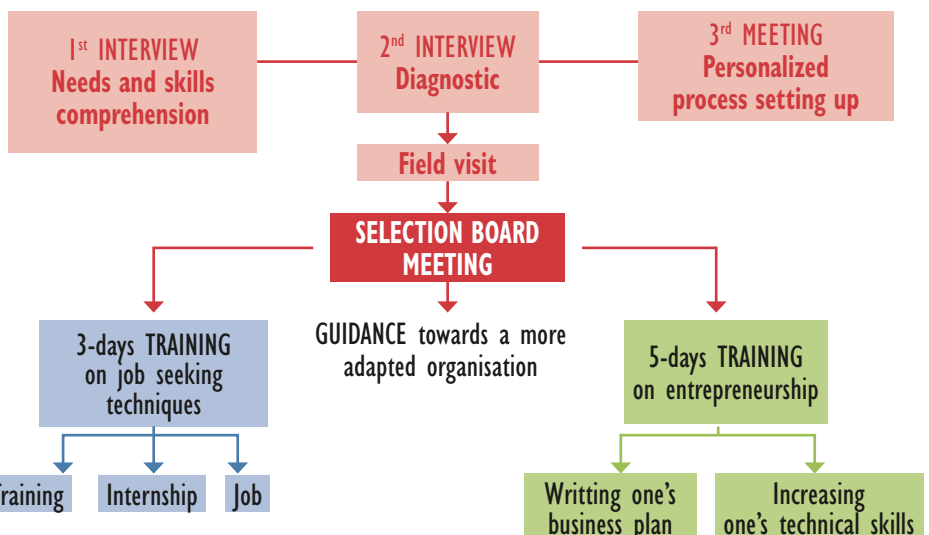 1st INTERVIEW
Needs and skills
comprehension
2nd INTERVIEW
Diagnostic
3rd MEETING
Personalized
process setting up
Field visit
SELECTION BOARD
MEETING
3-days TRAINING
on job seeking
techniques
GUIDANCE towards a more
adapted organisation
5-days TRAINING
on entrepreneurship
raining
Internship
Job
Writting one's
business plan
Increasing
one's technical skills